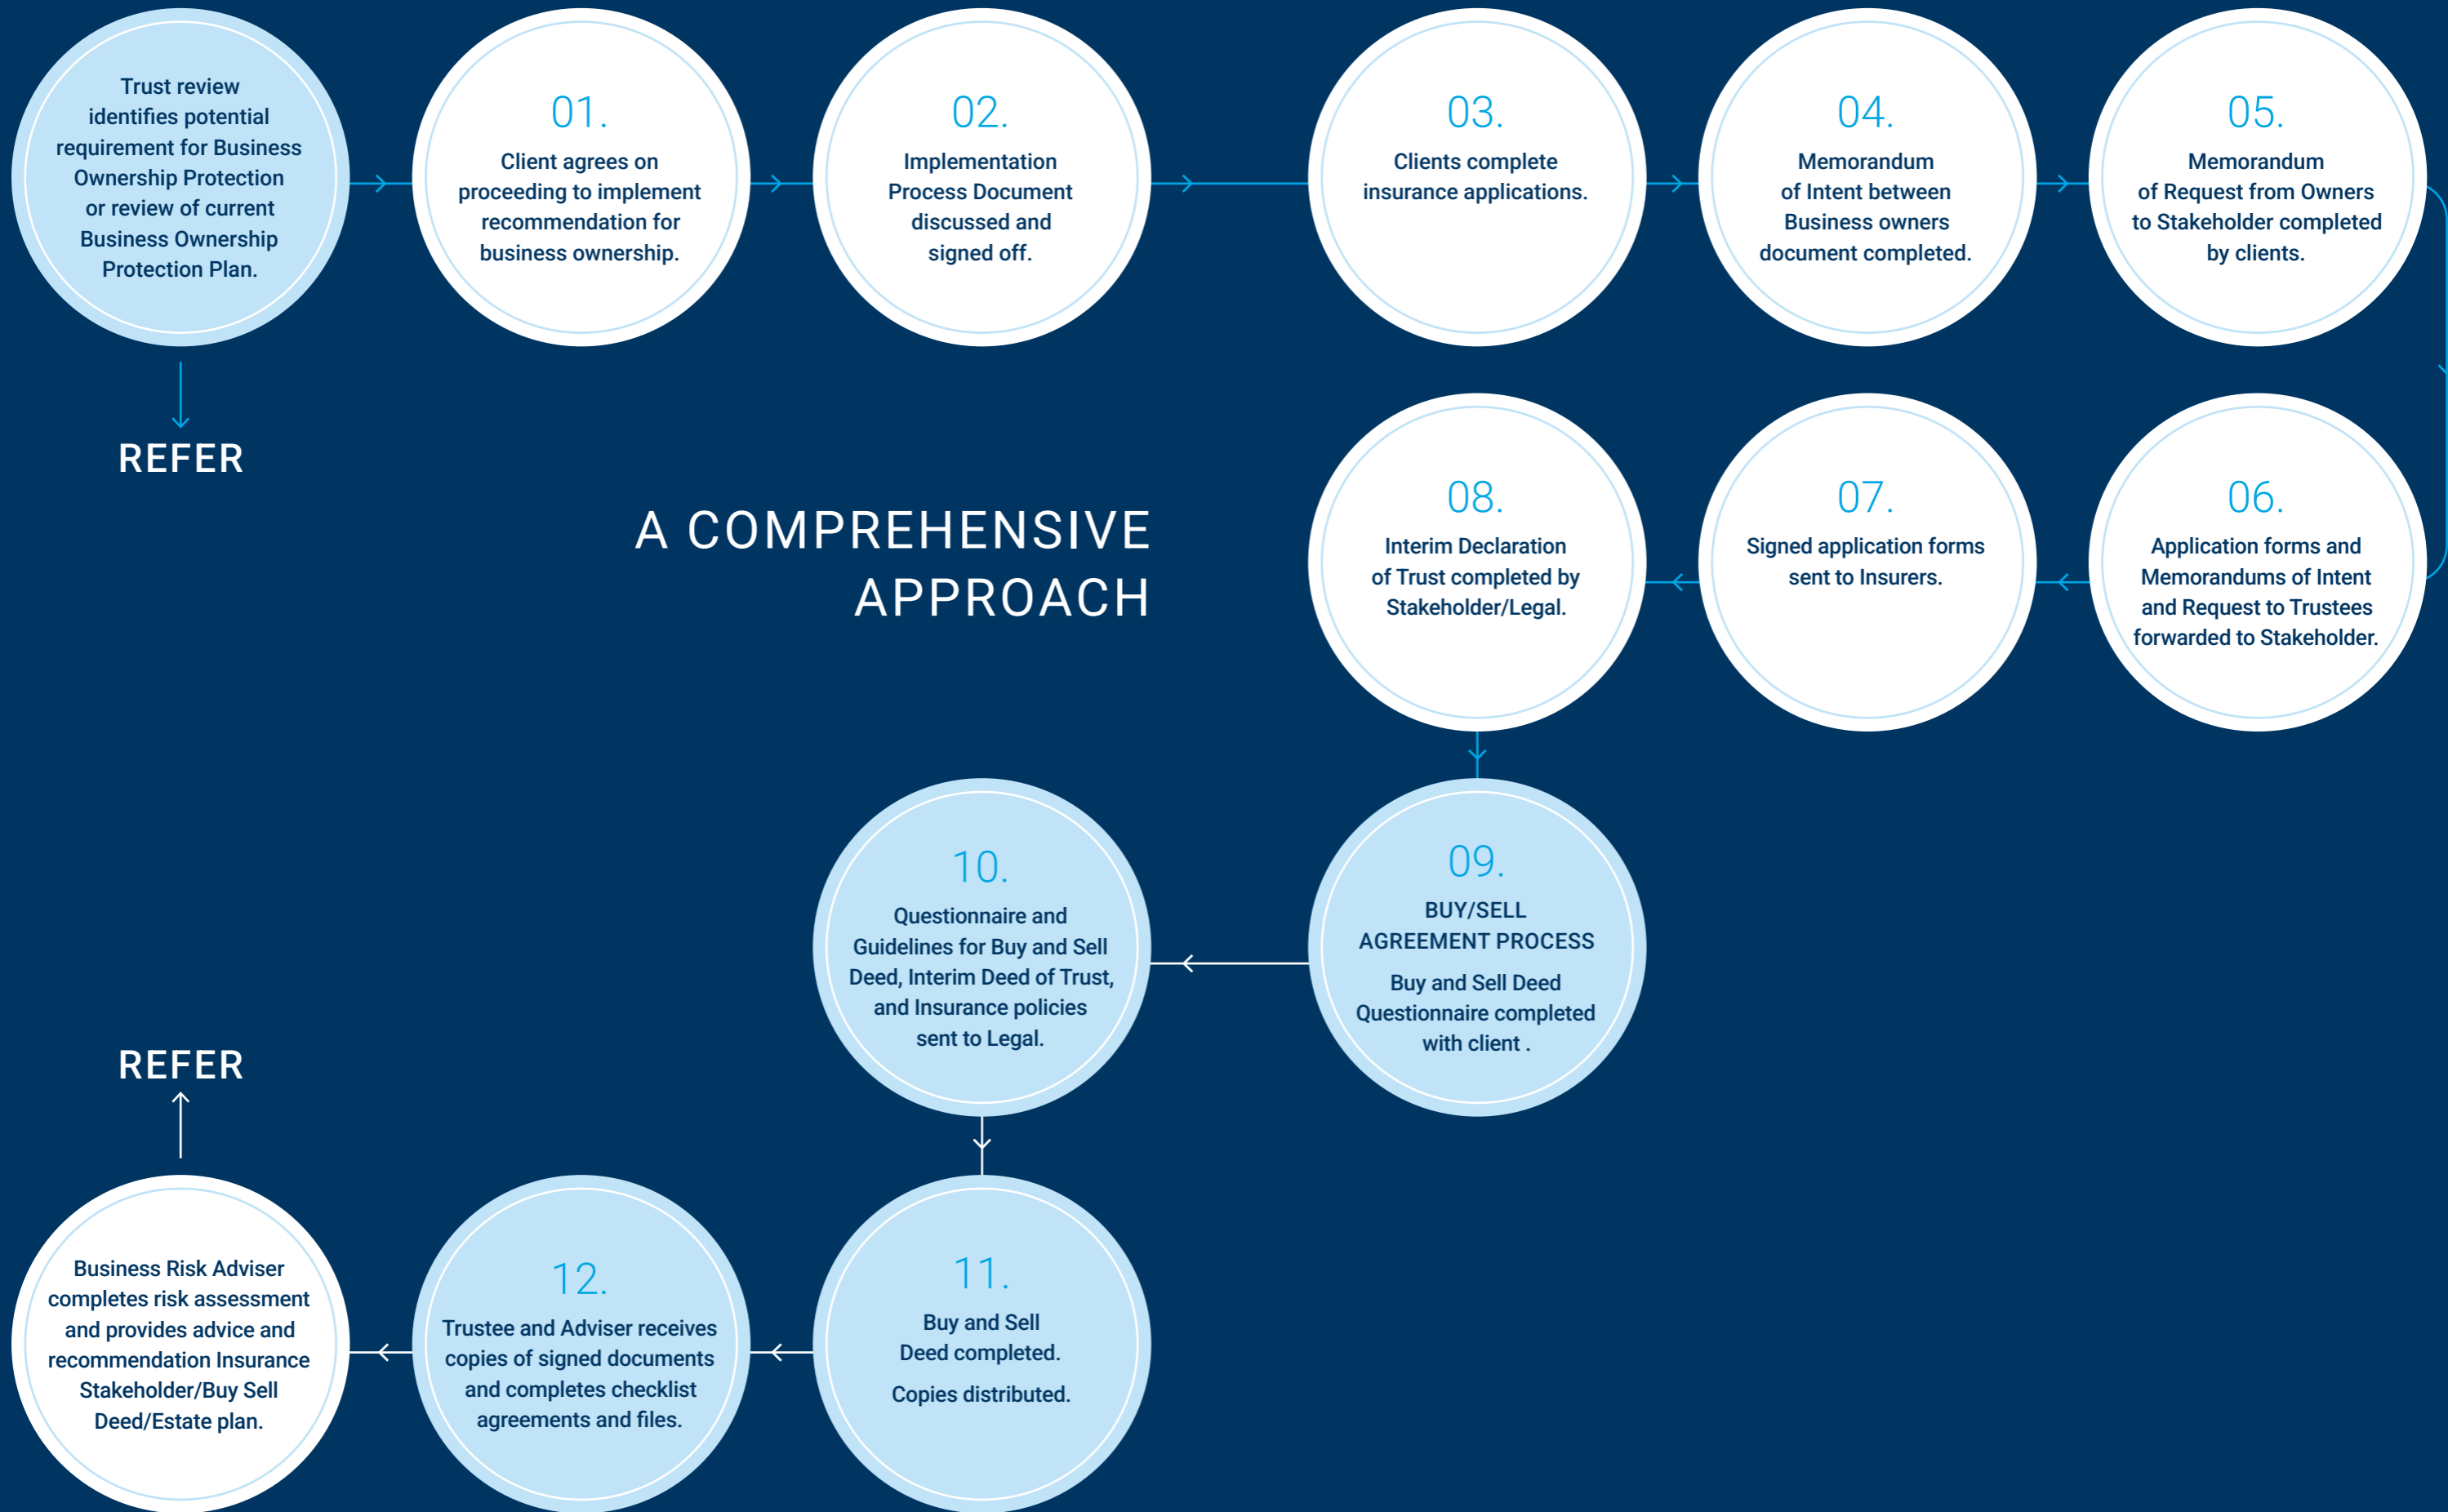 Trust review
identifies potential
requirement for Business
Ownership Protection
or review of current
Business Ownership
Protection Plan.
REFER
01.
Client agrees on
proceeding to implement
recommendation for
business ownership.
02.
Implementation
Process Document
discussed and
signed off.
03.
Clients complete
insurance applications.
04.
Memorandum
of Intent between
Business owners
document completed.
05.
Memorandum
of Request from Owners
to Stakeholder completed
by clients.
A COMPREHENSIVE
APPROACH
06.
Application forms and
Memorandums of Intent
and Request to Trustees
forwarded to Stakeholder.
07.
Signed application forms
sent to Insurers.
08.
Interim Declaration
of Trust completed by
Stakeholder/Legal.
09.
BUY/SELL
AGREEMENT PROCESS
Buy and Sell Deed
Questionnaire completed
with client .
10.
Questionnaire and
Guidelines for Buy and Sell
Deed, Interim Deed of Trust,
and Insurance policies
sent to Legal.
11.
Buy and Sell
Deed completed.
Copies distributed.
12.
Trustee and Adviser receives
copies of signed documents
and completes checklist
agreements and files.
Business Risk Adviser
completes risk assessment
and provides advice and
recommendation Insurance
Stakeholder/Buy Sell
Deed/Estate plan.
REFER